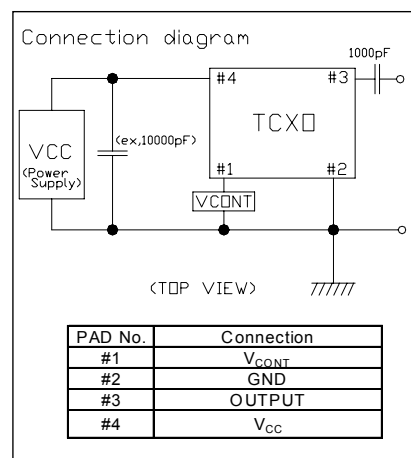 Connection diagram
1000pF
#4 #3
TCXO
(ex,10000pF)
VCC
(Power
Supply)
#1 #2
VCONT
(TOP VIEW)
PAD No. Connection
#1 VCONT
#2 GND
#3 OUTPUT
#4 VCC